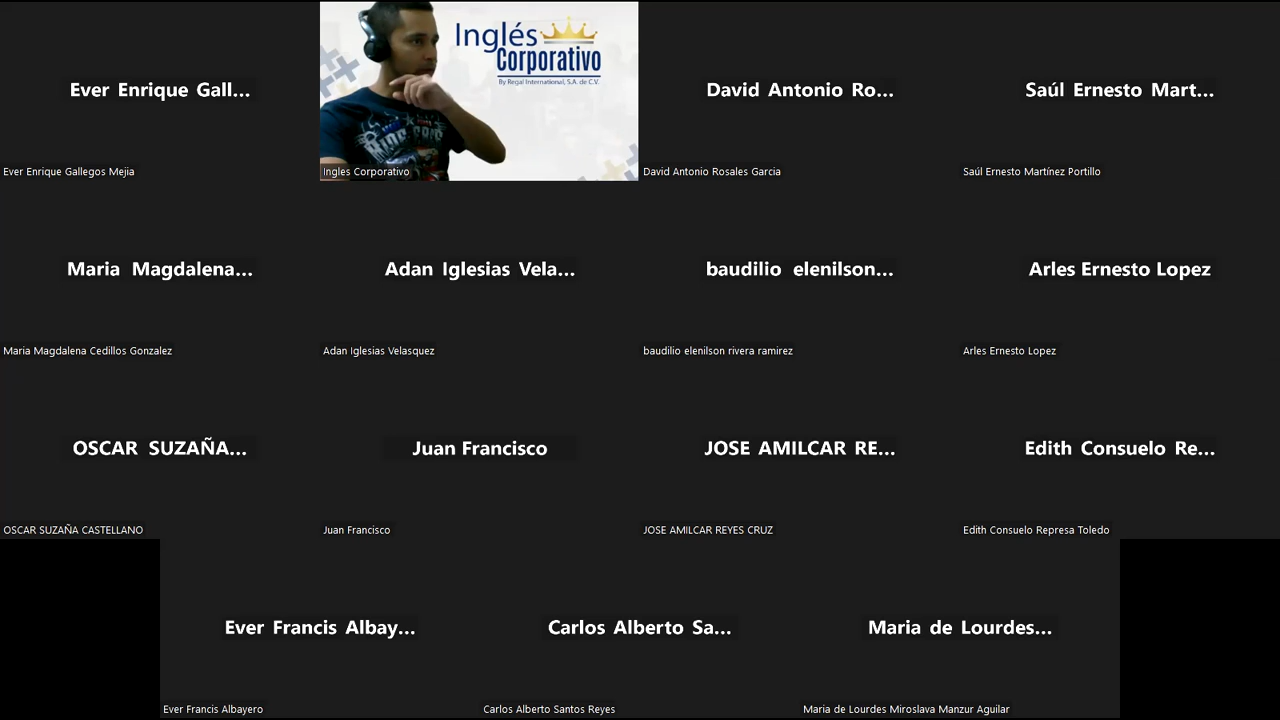 Ever Enrique Gall...
Ever Enrique Gallegos Mejia
Inglés
Corporativo
By Regal International, S.A. de C.V.
Ingles Corporativo
David Antonio Ro...
David Antonio Rosales Garcia
Saúl Ernesto Mart...
Saúl Ernesto Martínez Portillo
Maria Magdalena...
Maria Magdalena Cedillos Gonzalez
Adan Iglesias Vela...
Adan Iglesias Velasquez
baudilio elenilson...
baudilio elenilson rivera ramirez
Arles Ernesto Lopez
Arles Ernesto Lopez
OSCAR SUZAÑA...
OSCAR SUZAÑA CASTELLANO
Juan Francisco
Juan Francisco
JOSE AMILCAR RE...
JOSE AMILCAR REYES CRUZ
Edith Consuelo Re...
Edith Consuelo Represa Toledo
Ever Francis Albay...
Ever Francis Albayero
Carlos Alberto Sa...
Carlos Alberto Santos Reyes
Maria de Lourdes...
Maria de Lourdes Miroslava Manzur Aguilar